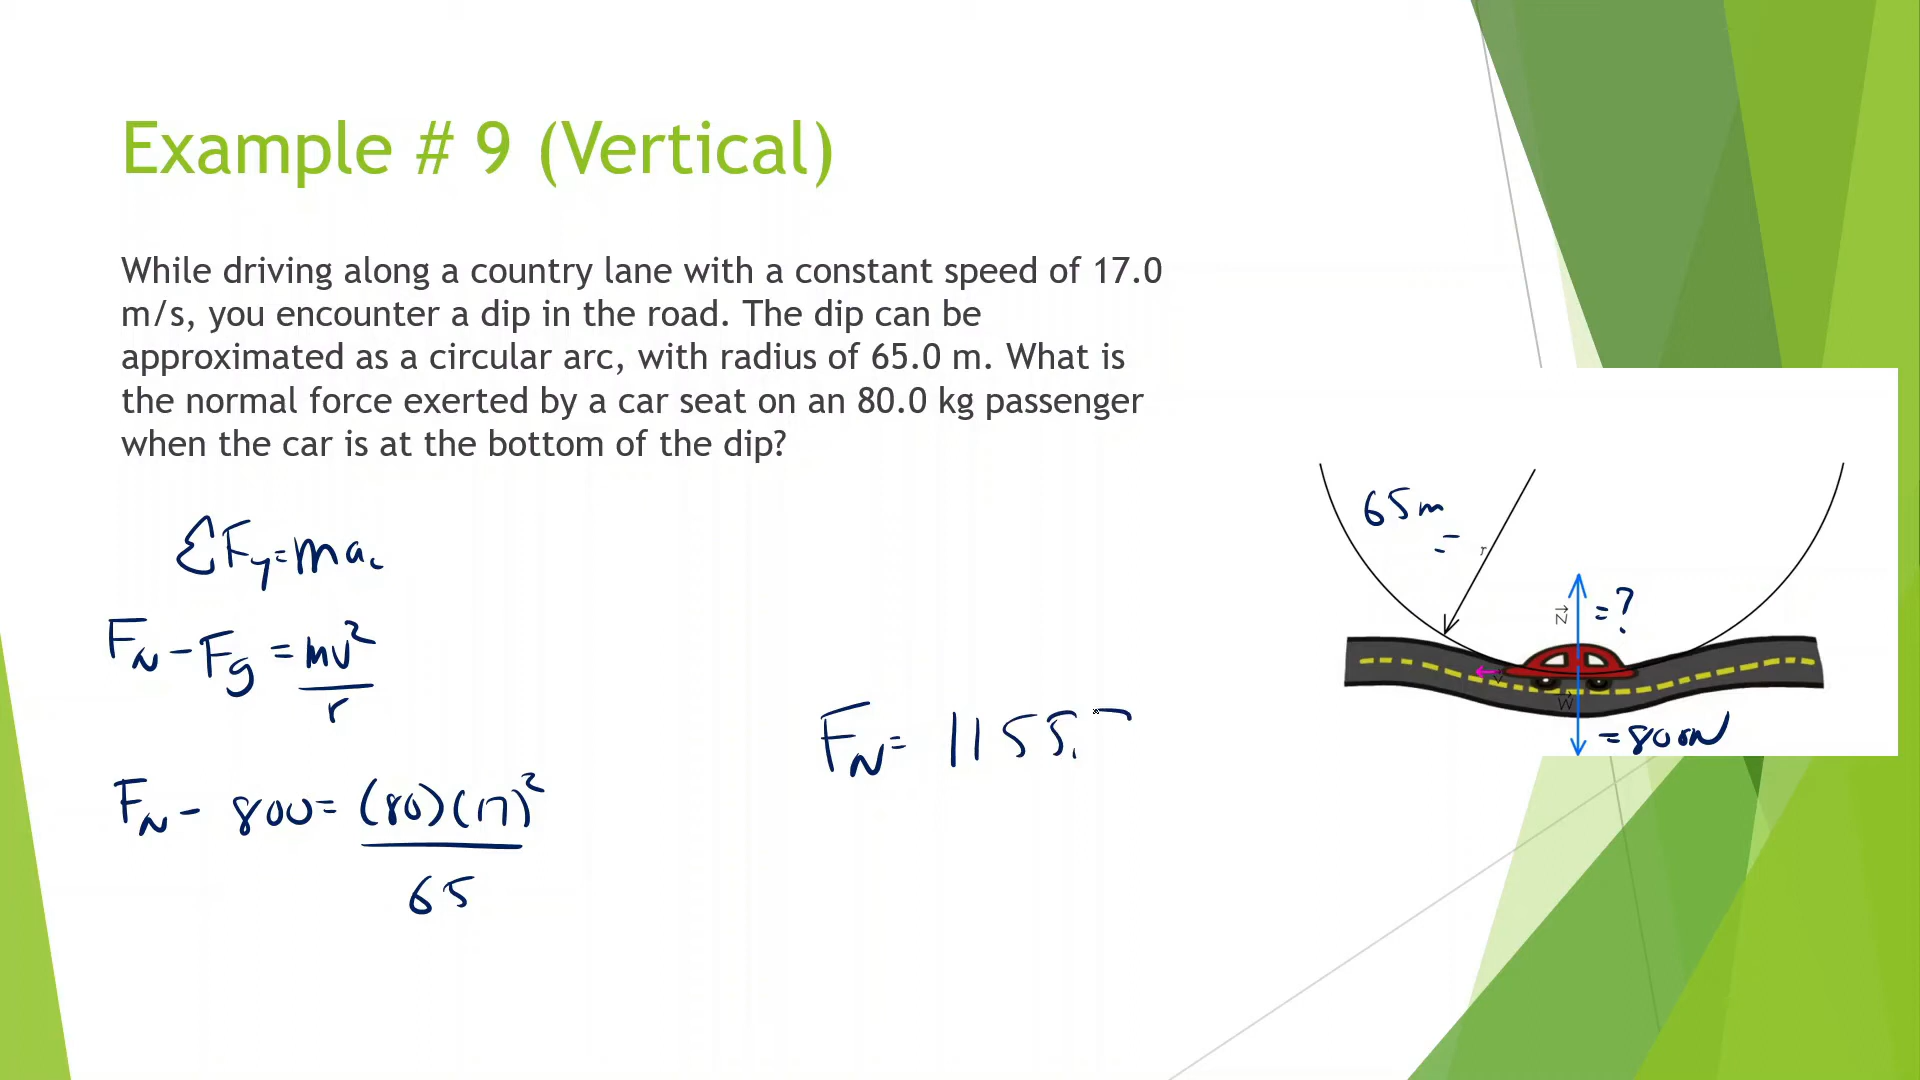 Example # 9 (Vertical)
While driving along a country lane with a constant speed of 17.0
m/s, you encounter a dip in the road. The dip can be
approximated as a circular arc, with radius of 65.0 m. What is
the normal force exerted by a car seat on an 80.0 kg passenger
when the car is at the bottom of the dip?
ΣFy=mac
FN-Fg=mv²
r
FN-800=(80)(17)²
65
FN= 1155.
65m
r
N⃗ =?
v
W⃗
=800N